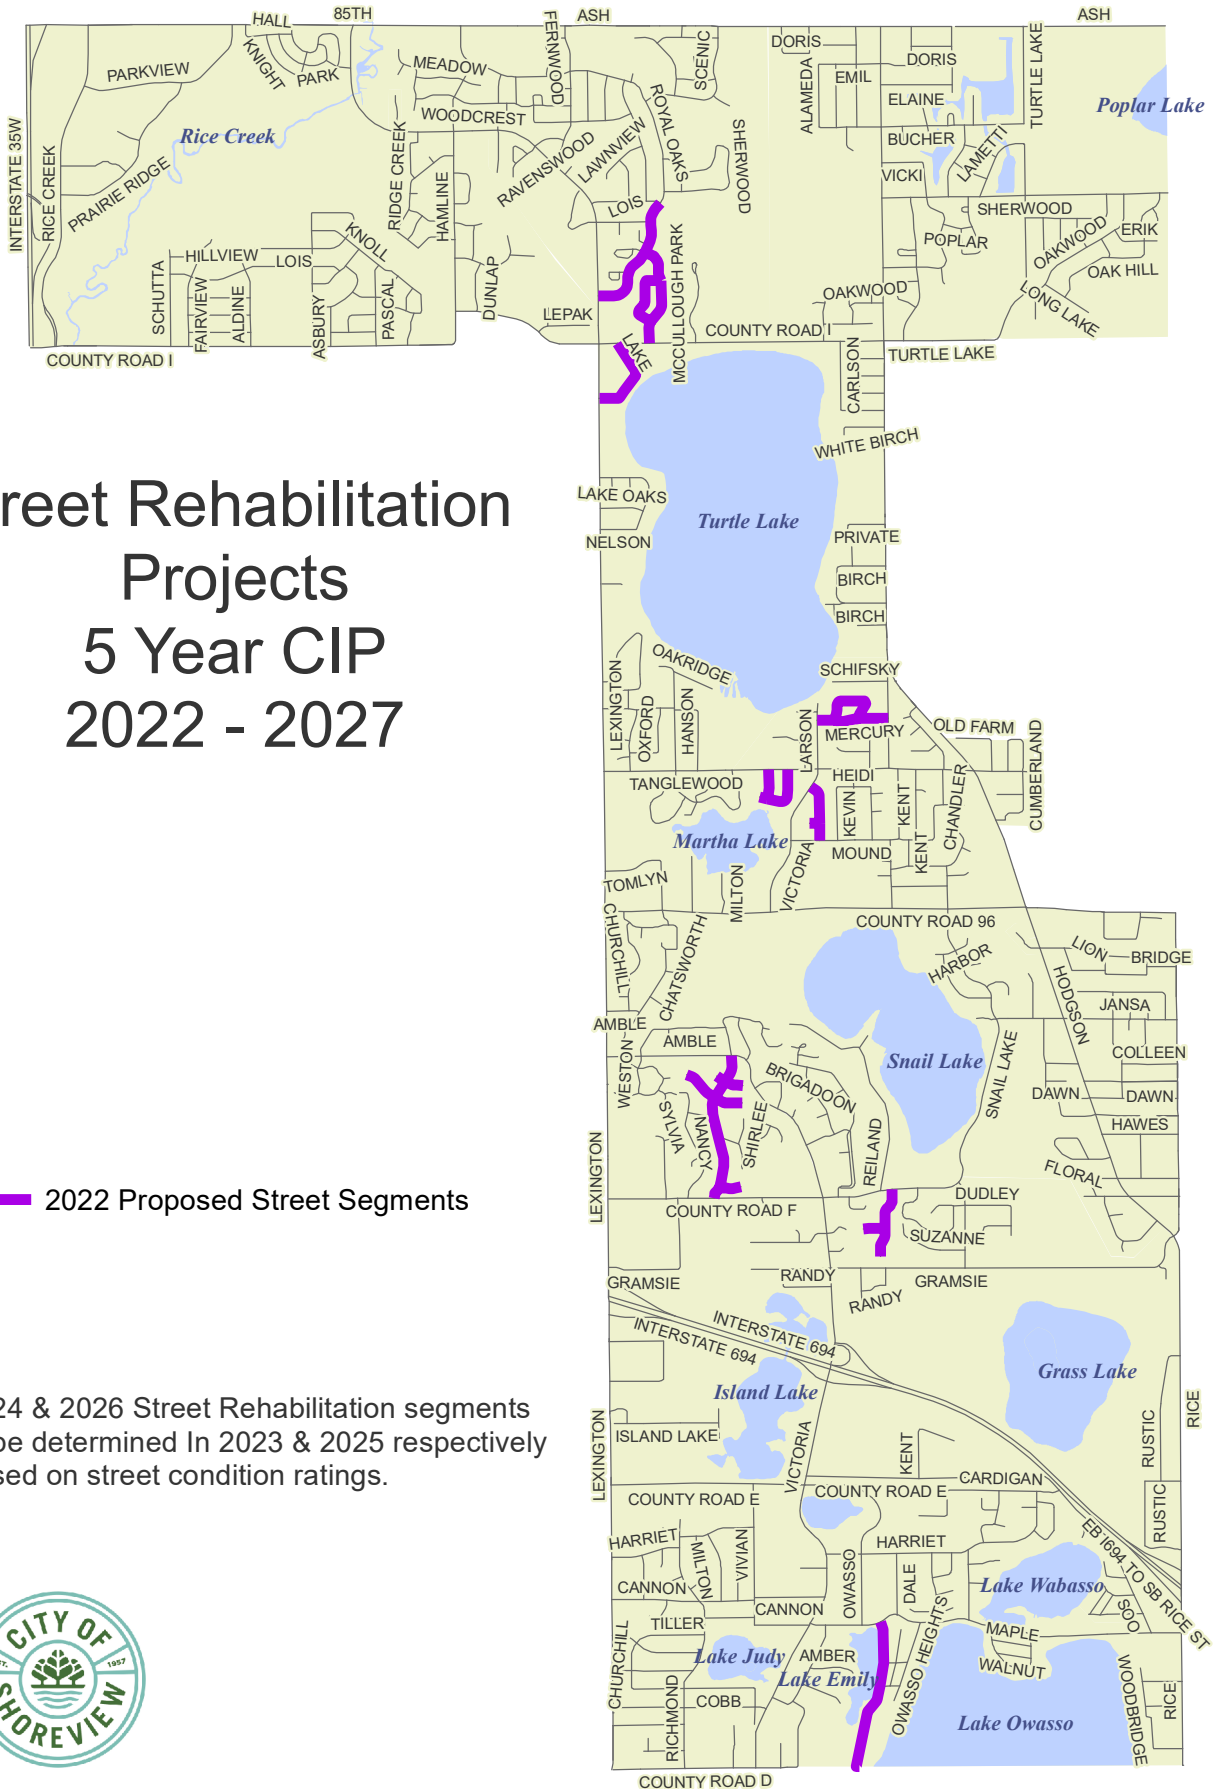 HALL
85TH
ASH
ASH
FERNWOOD
KNIGHT
PARK
PARKVIEW
MEADOW
WOODCREST
SCENIC
ROYAL OAKS
DORIS
ALAMEDA
EMIL
DORIS
ELAINE
BUCHER
LAMETTI
VICKI
TURTLE LAKE
Poplar Lake
Rice Creek
INTERSTATE 35W
RICE CREEK
PRAIRIE RIDGE
RIDGE CREEK
HAMLINE
RAVENSWOOD
LAWNVIEW
LOIS
SHERWOOD
SHERWOOD
POPLAR
OAKWOOD
ERIK
OAK HILL
LONG LAKE
OAKWOOD
KNOLL
HILLVIEW
LOIS
SCHUTTA
FAIRVIEW
ALDINE
ASBURY
PASCAL
DUNLAP
LEPAK
LAKE
MCCULLOUGH PARK
COUNTY ROAD I
COUNTY ROAD I
TURTLE LAKE
CARLSON
WHITE BIRCH
reet Rehabilitation
Projects
5 Year CIP
2022 - 2027
LAKE OAKS
NELSON
Turtle Lake
PRIVATE
BIRCH
BIRCH
SCHIFSKY
OAKRIDGE
LEXINGTON
OXFORD
HANSON
LARSON
MERCURY
OLD FARM
CUMBERLAND
TANGLEWOOD
HEIDI
KEVIN
KENT
KENT
CHANDLER
Martha Lake
MOUND
VICTORIA
MILTON
TOMLYN
COUNTY ROAD 96
CHURCHILL
CHATSWORTH
HARBOR
LION
BRIDGE
HODGSON
JANSA
COLLEEN
AMBLE
AMBLE
WESTON
Snail Lake
SNAIL LAKE
BRIGADOON
DAWN
DAWN
HAWES
SYLVIA
NANCY
SHIRLEE
REILAND
FLORAL
LEXINGTON
2022 Proposed Street Segments
COUNTY ROAD F
DUDLEY
SUZANNE
GRAMSIE
RANDY
RANDY
GRAMSIE
INTERSTATE 694
INTERSTATE 694
Island Lake
Grass Lake
24 & 2026 Street Rehabilitation segments
be determined In 2023 & 2025 respectively
sed on street condition ratings.
ISLAND LAKE
LEXINGTON
VICTORIA
KENT
RUSTIC
RICE
COUNTY ROAD E
COUNTY ROAD E
CARDIGAN
RUSTIC
HARRIET
MILTON
VIVIAN
OWASSO
HARRIET
DALE
EB I694 TO SB RICE ST
CANNON
CANNON
Lake Wabasso
SOO
TILLER
CHURCHILL
Lake Judy
AMBER
Lake Emily
OWASSO HEIGHTS
MAPLE
WALNUT
WOODBRIDGE
RICE
COBB
RICHMOND
Lake Owasso
COUNTY ROAD D
CITY OF
ST.
1957
SHOREVIEW